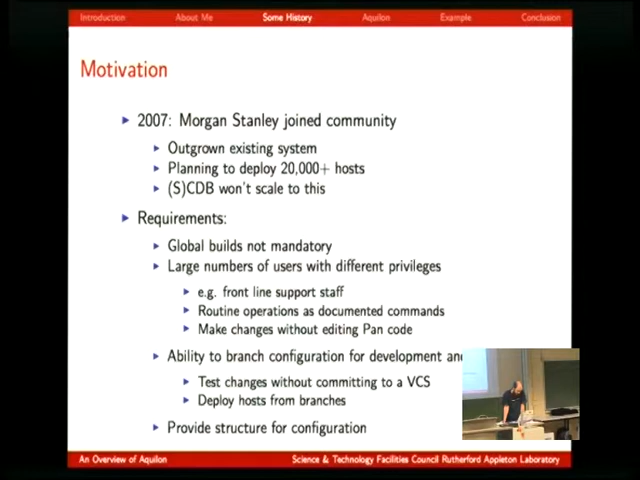 Introduction About Me Some History Aquilon Example Conclusion
Motivation
2007: Morgan Stanley joined community
Outgrown existing system
Planning to deploy 20,000+ hosts
(S)CDB won't scale to this
Requirements:
Global builds not mandatory
Large numbers of users with different privileges
e.g. front line support staff
Routine operations as documented commands
Make changes without editing Pan code
Ability to branch configuration for development and
Test changes without committing to a VCS
Deploy hosts from branches
Provide structure for configuration
An Overview of Aquilon Science & Technology Facilities Council Rutherford Appleton Laboratory